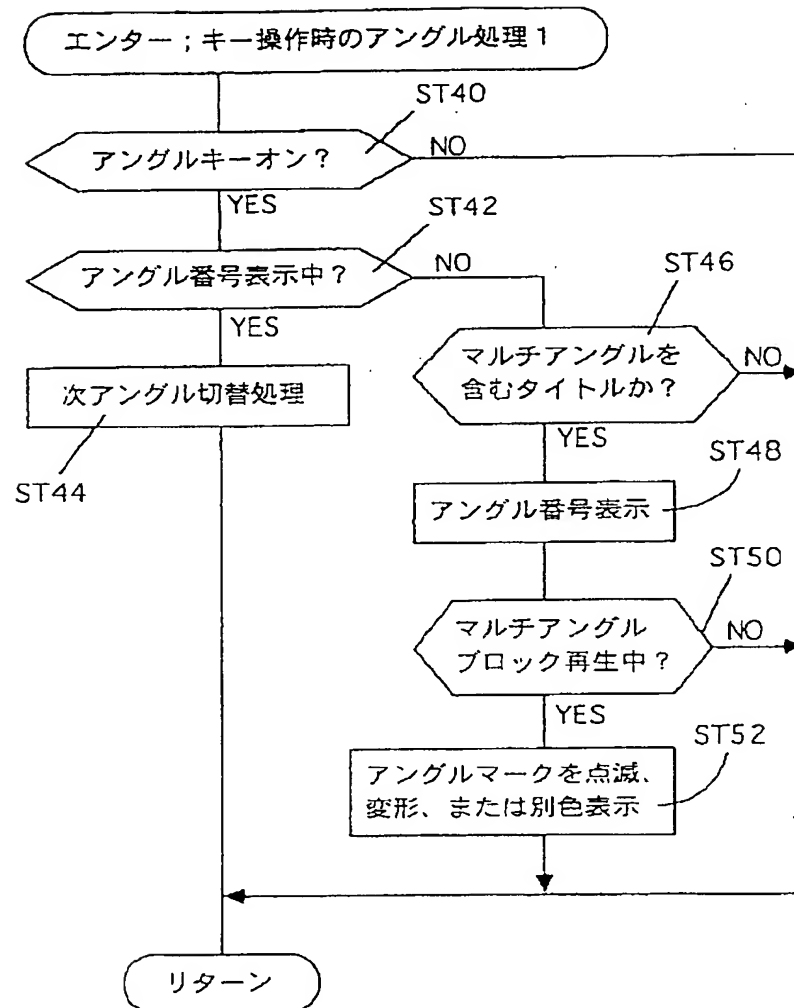 エンター；キー操作時のアングル処理1
ST40
アングルキーオン？
NO
YES
ST42
アングル番号表示中？
NO
YES
ST46
マルチアングルを
含むタイトルか？
NO
YES
次アングル切替処理
ST44
ST48
アングル番号表示
ST50
マルチアングル
ブロック再生中？
NO
YES
ST52
アングルマークを点滅、
変形、または別色表示
リターン